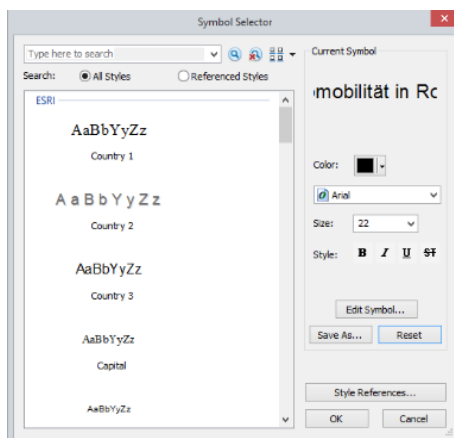 Symbol Selector
Type here to search
Search: All Styles Referenced Styles
ESRI
AaBbYyZz
Country 1
AaBbYyZz
Country 2
AaBbYyZz
Country 3
AaBbYyZz
Capital
AaBbYyZz
Current Symbol
mobilität in Ro
Color:
Arial
Size: 22
Style: B I U ST
Edit Symbol...
Save As... Reset
Style References...
OK Cancel